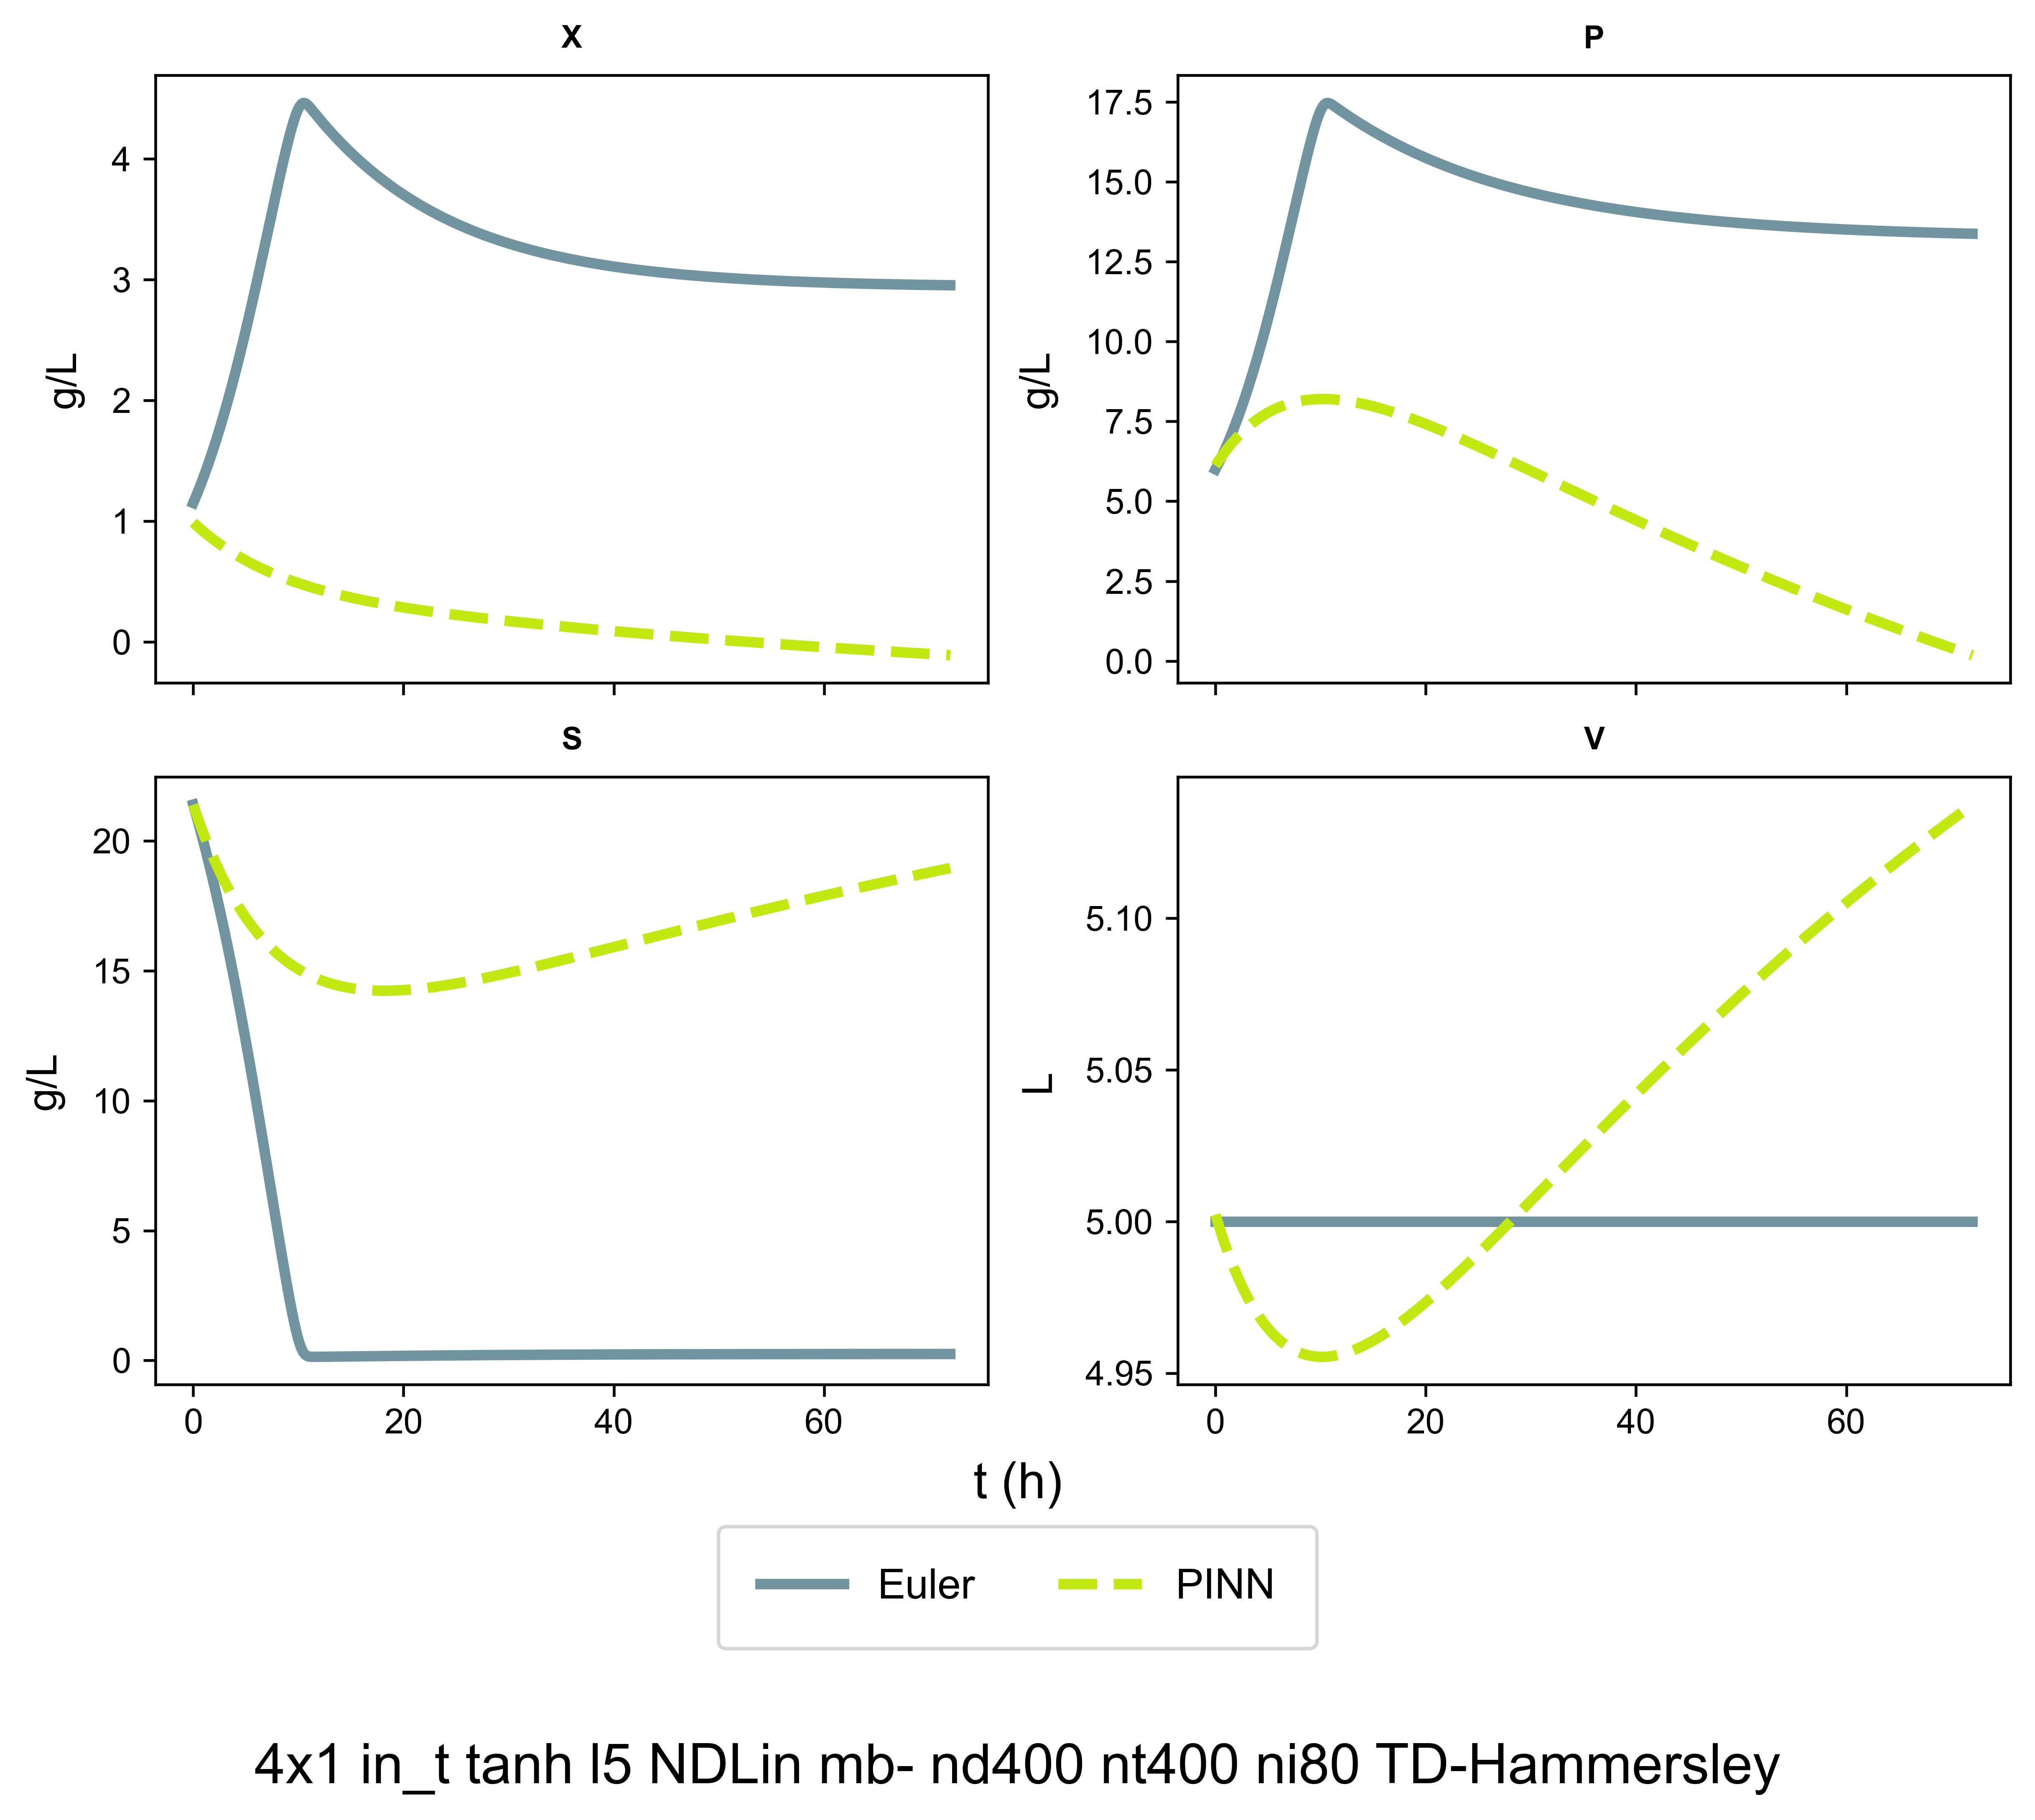 X
P
4
3
2
1
0
g/L
17.5
15.0
12.5
10.0
7.5
5.0
2.5
0.0
g/L
S
V
20
15
10
5
0
g/L
5.10
5.05
5.00
4.95
L
0 20 40 60
0 20 40 60
t (h)
Euler PINN
4x1 in_t tanh l5 NDLin mb- nd400 nt400 ni80 TD-Hammersley